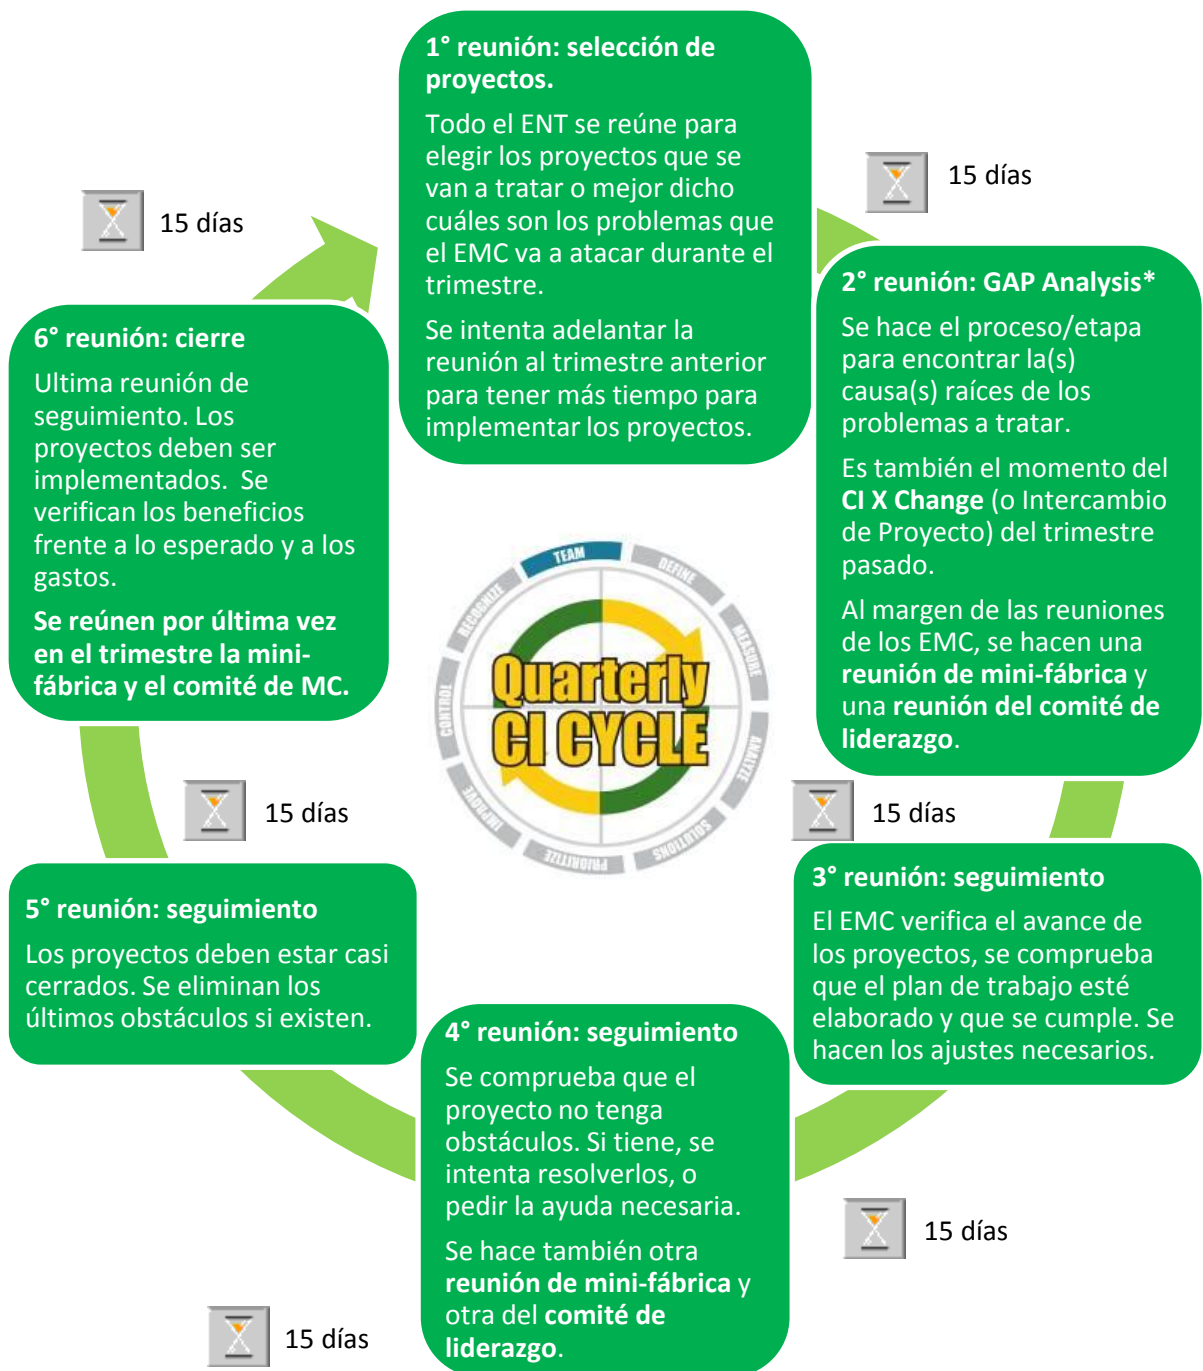 1° reunión: selección de
proyectos.
Todo el ENT se reúne para
elegir los proyectos que se
van a tratar o mejor dicho
cuáles son los problemas que
el EMC va a atacar durante el
trimestre.
Se intenta adelantar la
reunión al trimestre anterior
para tener más tiempo para
implementar los proyectos.
15 días
2° reunión: GAP Analysis*
Se hace el proceso/etapa
para encontrar la(s)
causa(s) raíces de los
problemas a tratar.
Es también el momento del
CI X Change (o Intercambio
de Proyecto) del trimestre
pasado.
Al margen de las reuniones
de los EMC, se hacen una
reunión de mini-fábrica y
una reunión del comité de
liderazgo.
15 días
3° reunión: seguimiento
El EMC verifica el avance de
los proyectos, se comprueba
que el plan de trabajo esté
elaborado y que se cumple. Se
hacen los ajustes necesarios.
15 días
4° reunión: seguimiento
Se comprueba que el
proyecto no tenga
obstáculos. Si tiene, se
intenta resolverlos, o
pedir la ayuda necesaria.
Se hace también otra
reunión de mini-fábrica y
otra del comité de
liderazgo.
15 días
5° reunión: seguimiento
Los proyectos deben estar casi
cerrados. Se eliminan los
últimos obstáculos si existen.
15 días
6° reunión: cierre
Ultima reunión de
seguimiento. Los
proyectos deben ser
implementados. Se
verifican los beneficios
frente a lo esperado y a los
gastos.
Se reúnen por última vez
en el trimestre la mini-
fábrica y el comité de MC.
15 días
Quarterly
CI CYCLE
TEAM
DEFINE
MEASURE
ANALYZE
SOLUTIONS
PRIORITIZE
IMPROVE
CONTROL
RECOGNIZE